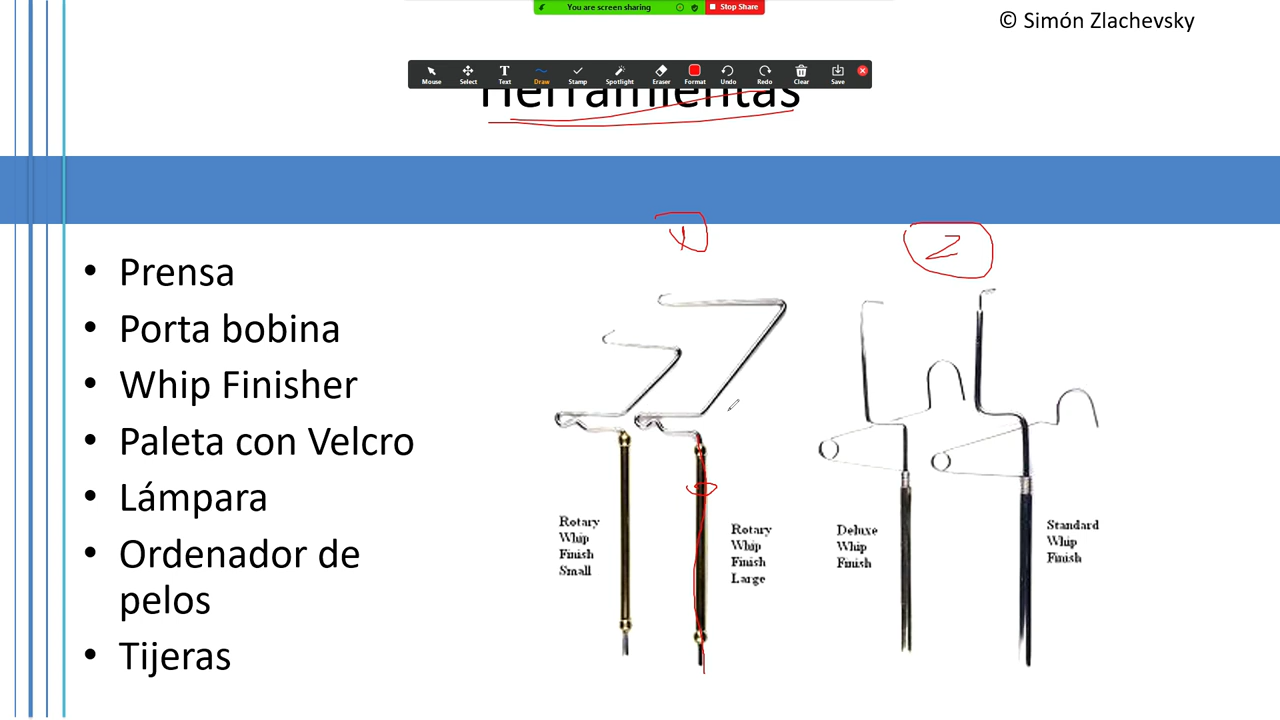 You are screen sharing
Stop Share
© Simón Zlachevsky
Mouse
Select
Text
Draw
Stamp
Spotlight
Eraser
Format
Undo
Redo
Clear
Save
Herramientas
1
2
• Prensa
• Porta bobina
• Whip Finisher
• Paleta con Velcro
• Lámpara
• Ordenador de
pelos
• Tijeras
Rotary
Whip
Finish
Small
Rotary
Whip
Finish
Large
Deluxe
Whip
Finish
Standard
Whip
Finish